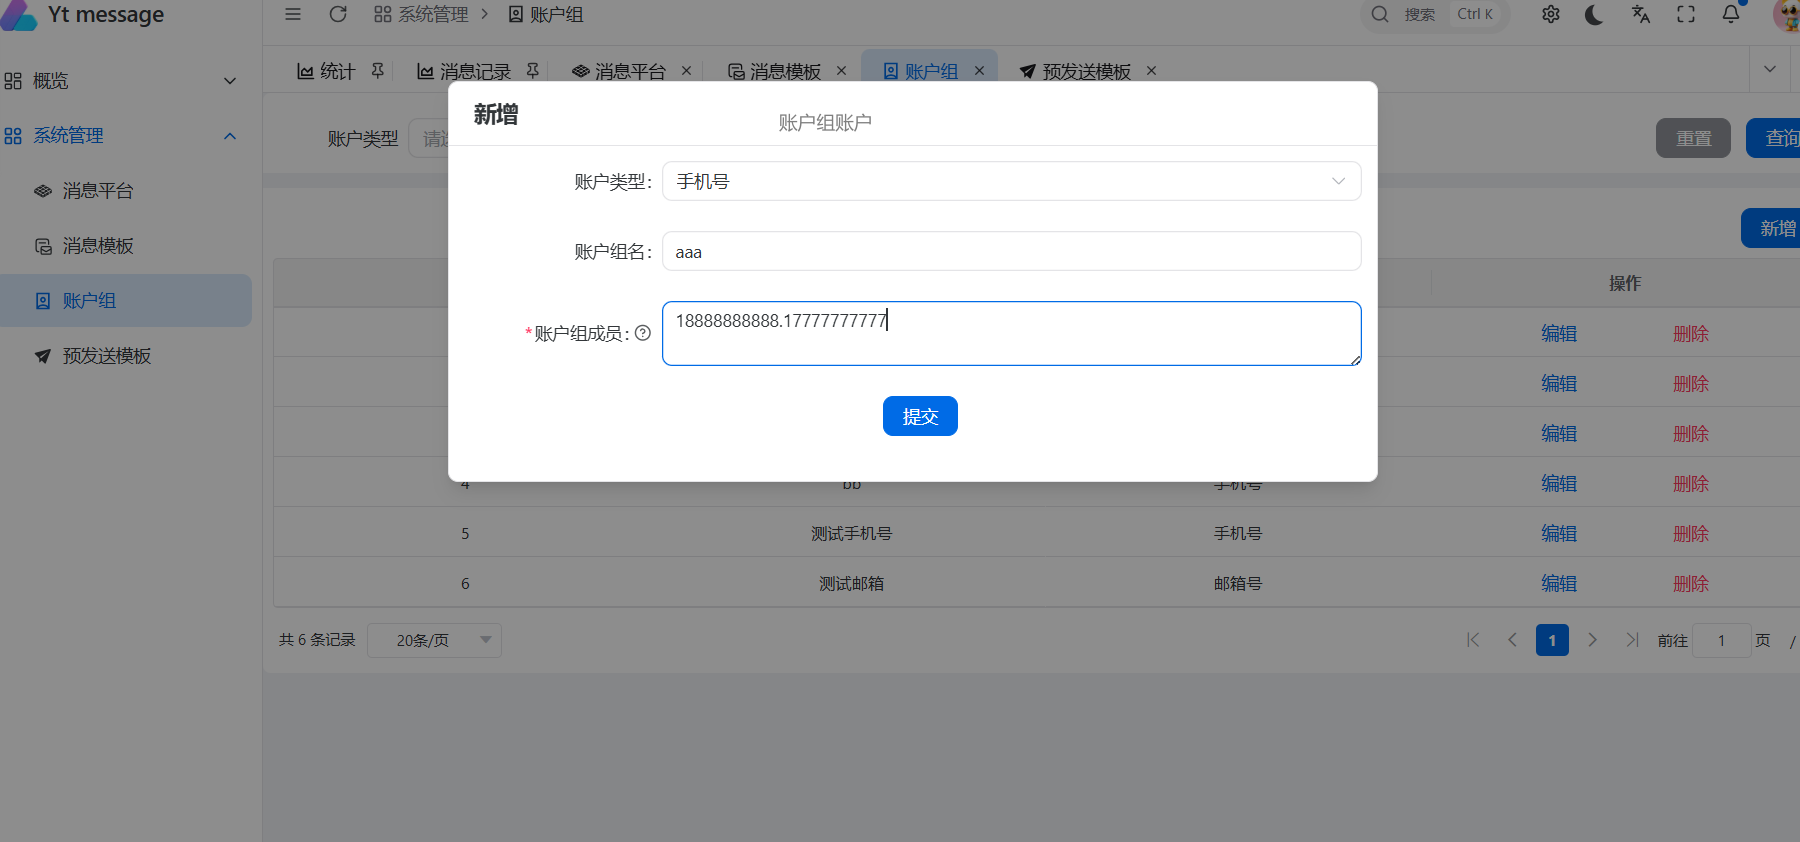 Yt message
系统管理
账户组
搜索
Ctrl K
统计
消息记录
消息平台
消息模板
账户组
预发送模板
概览
系统管理
消息平台
消息模板
账户组
预发送模板
账户类型
请选
重置
查询
新增
新增
账户组账户
账户类型:
手机号
账户组名:
aaa
*账户组成员:
18888888888.17777777777
提交
操作
编辑 删除
编辑 删除
编辑 删除
4 bb 手机号 编辑 删除
5 测试手机号 手机号 编辑 删除
6 测试邮箱 邮箱号 编辑 删除
共 6 条记录
20条/页
1
前往 1 页 /